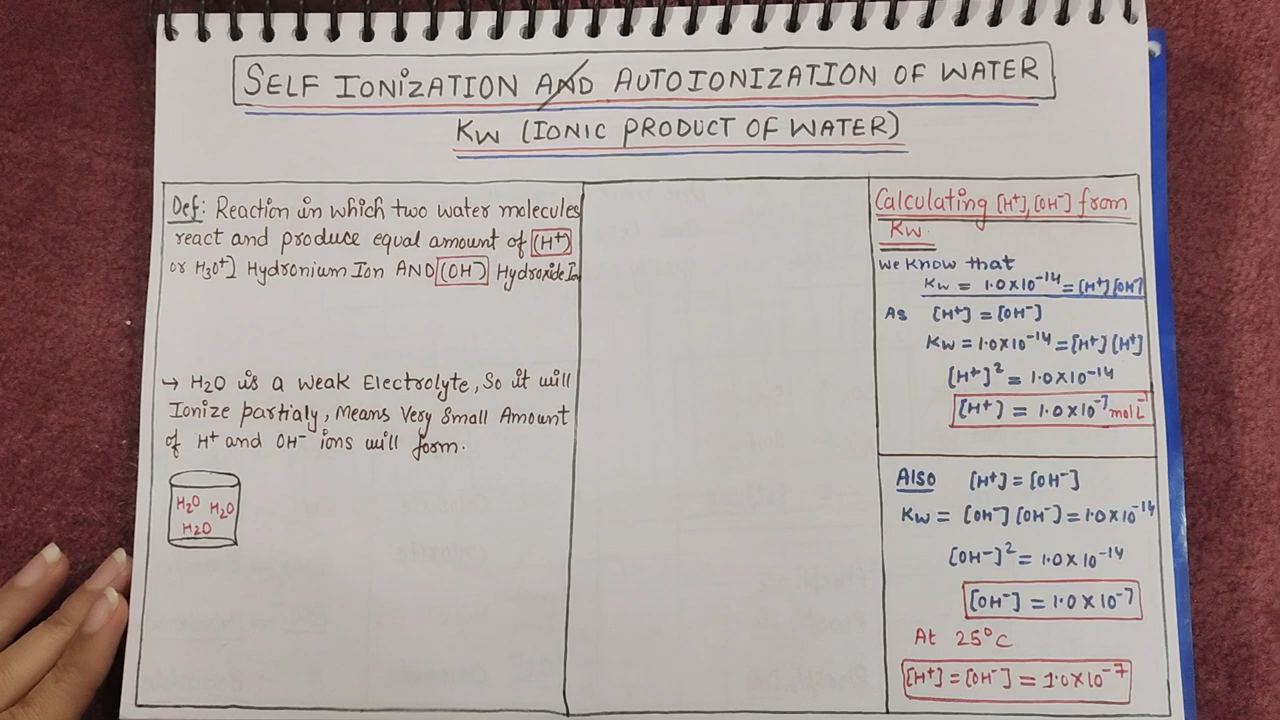 SELF IONIZATION AND AUTOIONIZATION OF WATER
Kw (IONIC PRODUCT OF WATER)
Def: Reaction in which two water molecules
react and produce equal amount of (H+)
or H3O+] Hydronium Ion AND (OH-) Hydroxide Ion
→ H2O is a weak Electrolyte, So it will
Ionize partialy, Means Very Small Amount
of H+ and OH- ions will form.
H2O H2O
H2O
Calculating [H+], [OH-] from
Kw.
we know that
Kw = 1.0×10-14 = [H+][OH-]
As [H+] = [OH-]
Kw = 1.0×10-14 = [H+] [H+]
[H+]2 = 1.0×10-14
[H+] = 1.0×10-7 mol L-
Also [H+] = [OH-]
Kw = [OH-] [OH-] = 1.0×10-14
[OH-]2 = 1.0×10-14
[OH-] = 1.0×10-7
At 25°C
[H+] = [OH-] = 1.0×10-7